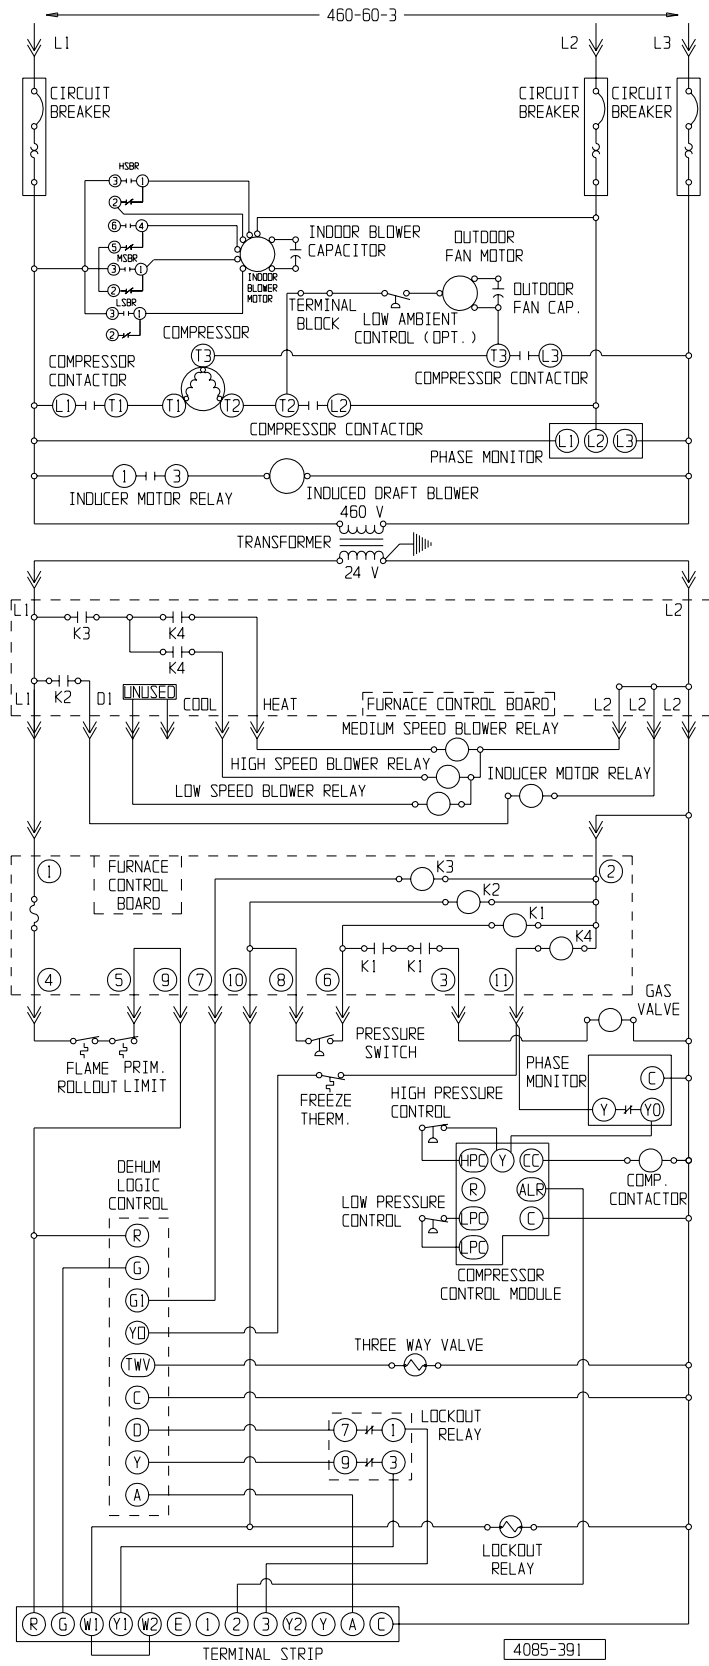 460-60-3
L1
L2
L3
CIRCUIT
BREAKER
CIRCUIT
BREAKER
CIRCUIT
BREAKER
HSBR
3
1
2
6
4
5
MSBR
3
1
2
LSBR
3
1
2
INDOOR
BLOWER
MOTOR
INDOOR BLOWER
CAPACITOR
OUTDOOR
FAN MOTOR
OUTDOOR
FAN CAP.
TERMINAL
BLOCK
LOW AMBIENT
CONTROL (OPT.)
COMPRESSOR
T3
T3
L3
COMPRESSOR
CONTACTOR
COMPRESSOR CONTACTOR
L1
T1
T1
T2
T2
L2
COMPRESSOR CONTACTOR
L1
L2
L3
PHASE MONITOR
1
3
INDUCER MOTOR RELAY
INDUCED DRAFT BLOWER
460 V
TRANSFORMER
24 V
L1
L2
K3
K4
K4
K2
L1
D1
UNUSED
COOL
HEAT
FURNACE CONTROL BOARD
L2
L2
L2
MEDIUM SPEED BLOWER RELAY
HIGH SPEED BLOWER RELAY
INDUCER MOTOR RELAY
LOW SPEED BLOWER RELAY
1
FURNACE
CONTROL
BOARD
K3
2
K2
K1
K4
K1
K1
4
5
9
7
10
8
6
3
11
GAS
VALVE
FLAME
ROLLOUT
PRIM.
LIMIT
PRESSURE
SWITCH
PHASE
MONITOR
C
Y
YO
FREEZE
THERM.
HIGH PRESSURE
CONTROL
HPC
Y
CC
R
ALR
LPC
C
LPC
COMP.
CONTACTOR
LOW PRESSURE
CONTROL
COMPRESSOR
CONTROL MODULE
DEHUM
LOGIC
CONTROL
R
G
G1
YO
TWV
C
D
Y
A
THREE WAY VALVE
7
1
9
3
LOCKOUT
RELAY
LOCKOUT
RELAY
R
G
W1
Y1
W2
E
1
2
3
Y2
Y
A
C
TERMINAL STRIP
4085-391